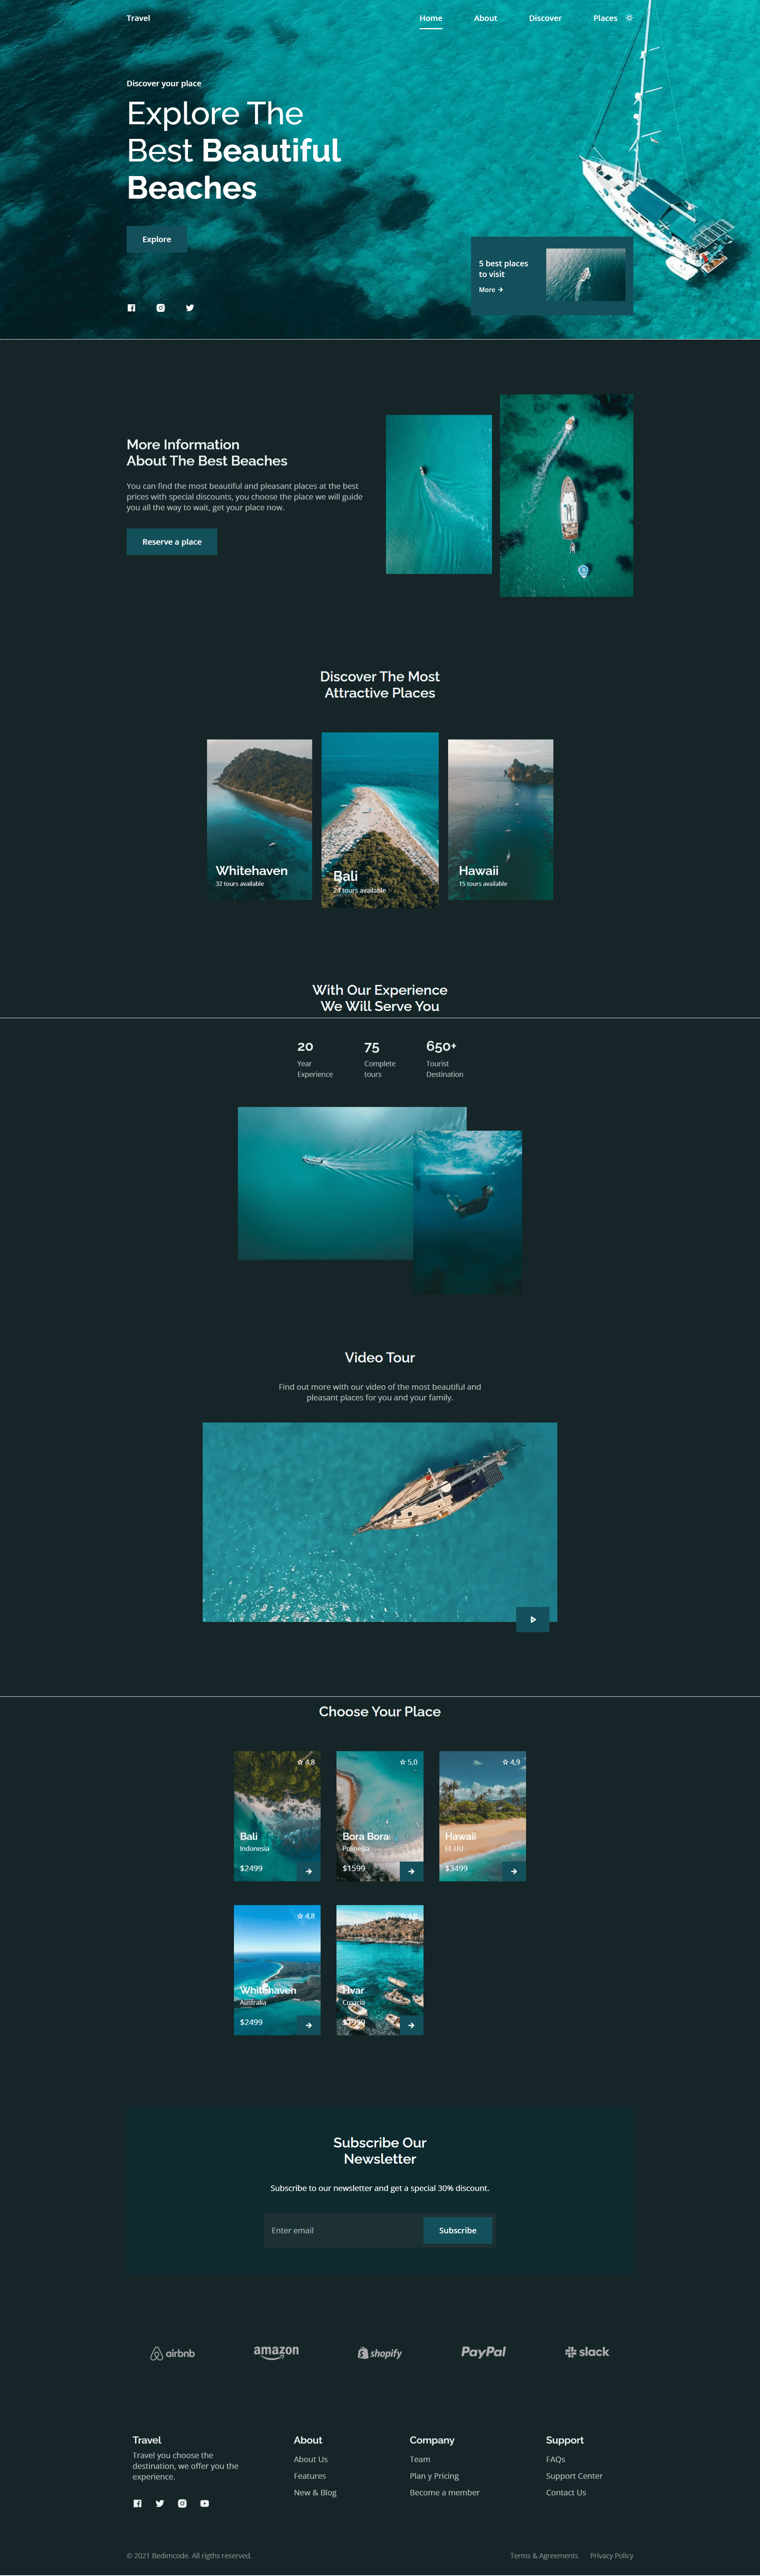 Travel
Home About Discover Places
Discover your place
Explore The
Best Beautiful
Beaches
Explore
5 best places
to visit
More
More Information
About The Best Beaches
You can find the most beautiful and pleasant places at the best
prices with special discounts, you choose the place we will guide
you all the way to wait, get your place now.
Reserve a place
Discover The Most
Attractive Places
Whitehaven
32 tours available
Bali
24 tours available
Hawaii
15 tours available
With Our Experience
We Will Serve You
20
Year
Experience
75
Complete
tours
650+
Tourist
Destination
Video Tour
Find out more with our video of the most beautiful and
pleasant places for you and your family.
Choose Your Place
4,8
Bali
Indonesia
$2499
5,0
Bora Bora
Polinesia
$1599
4,9
Hawaii
EE.UU
$3499
4,8
Whitehaven
Australia
$2499
4,8
Hvar
Croacia
$1999
Subscribe Our
Newsletter
Subscribe to our newsletter and get a special 30% discount.
Enter email
Subscribe
airbnb
amazon
shopify
PayPal
slack
Travel
Travel you choose the
destination, we offer you the
experience.
About
About Us
Features
New & Blog
Company
Team
Plan y Pricing
Become a member
Support
FAQs
Support Center
Contact Us
© 2021 Bedimcode. All rigths reserved.
Terms & Agreements Privacy Policy